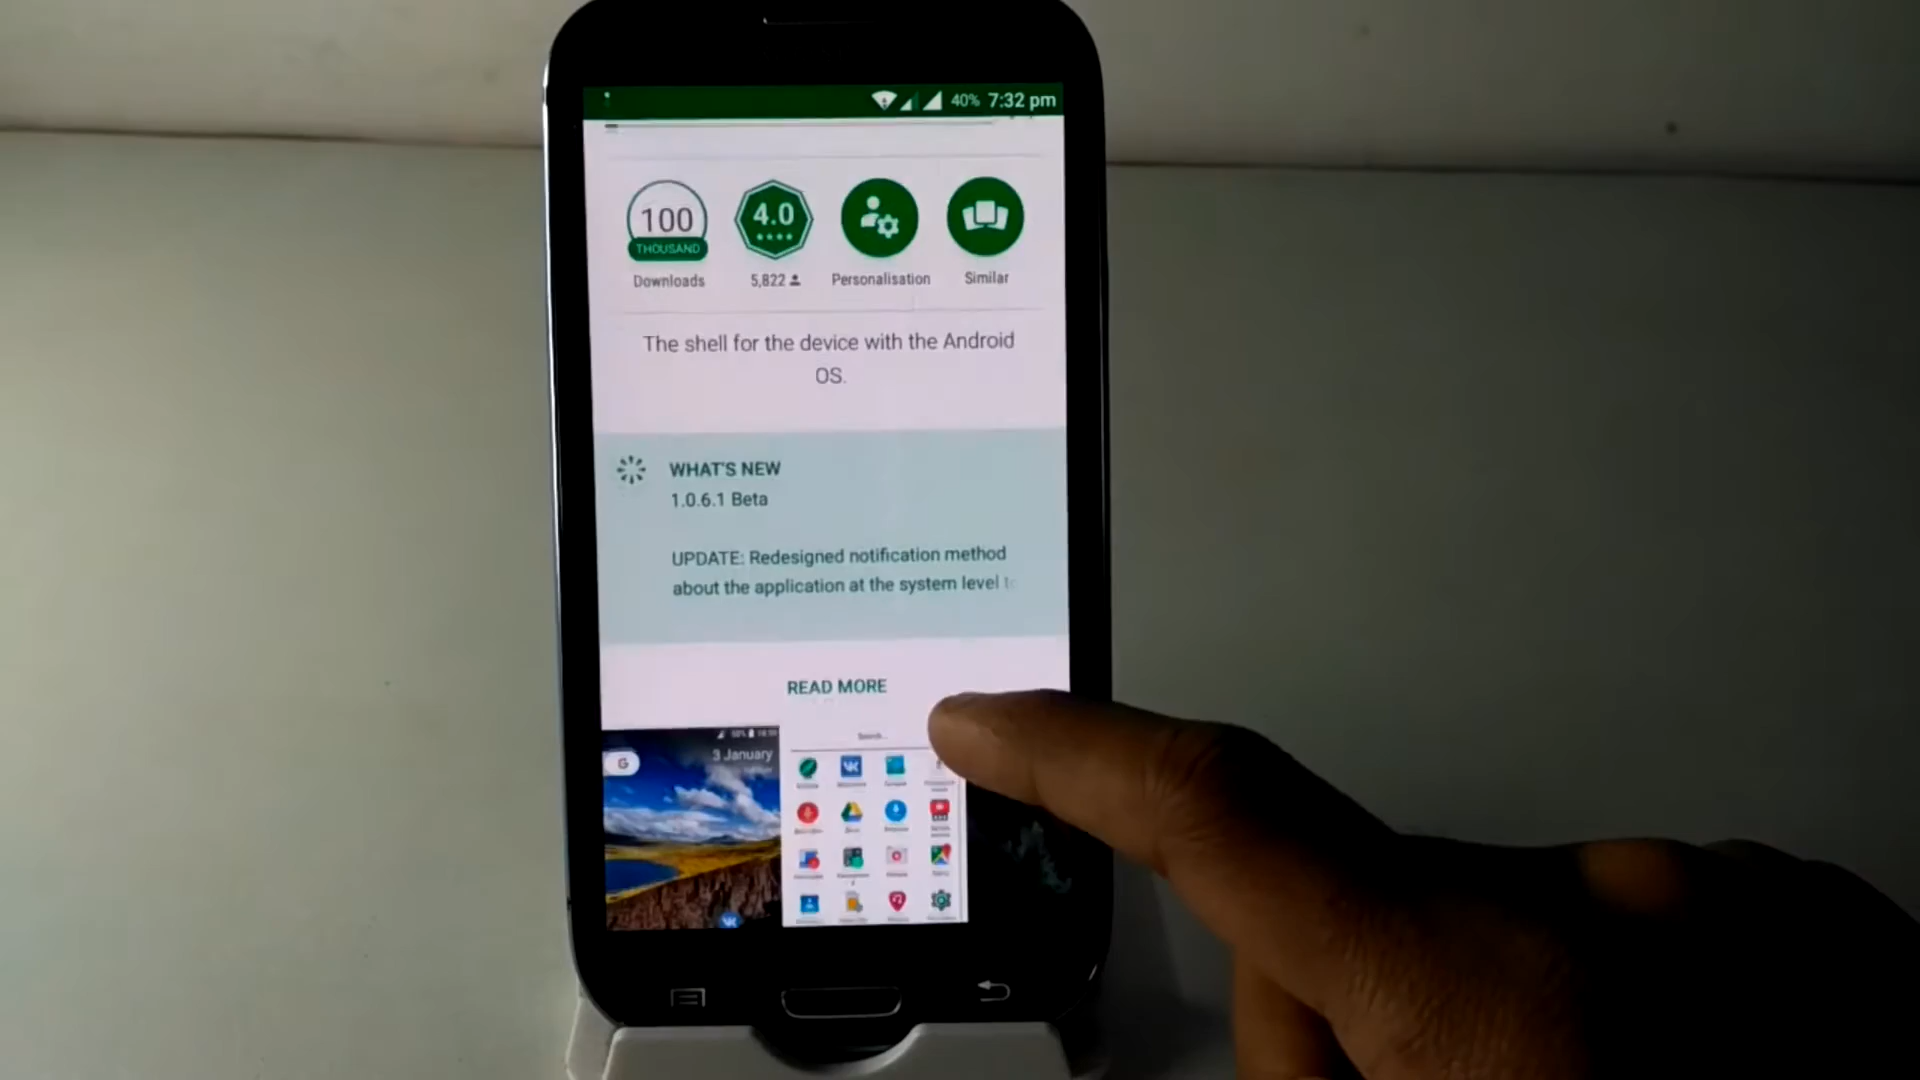 40% 7:32 pm
100
THOUSAND
4.0
Downloads
5,822
Personalisation
Similar
The shell for the device with the Android
OS.
WHAT'S NEW
1.0.6.1 Beta
UPDATE: Redesigned notification method
about the application at the system level
READ MORE
3 January
G
Search...